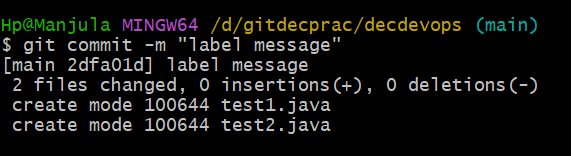 Hp@Manjula MINGW64 /d/gitdecprac/decdevops (main)
$ git commit -m "label message"
[main 2dfa01d] label message
 2 files changed, 0 insertions(+), 0 deletions(-)
 create mode 100644 test1.java
 create mode 100644 test2.java